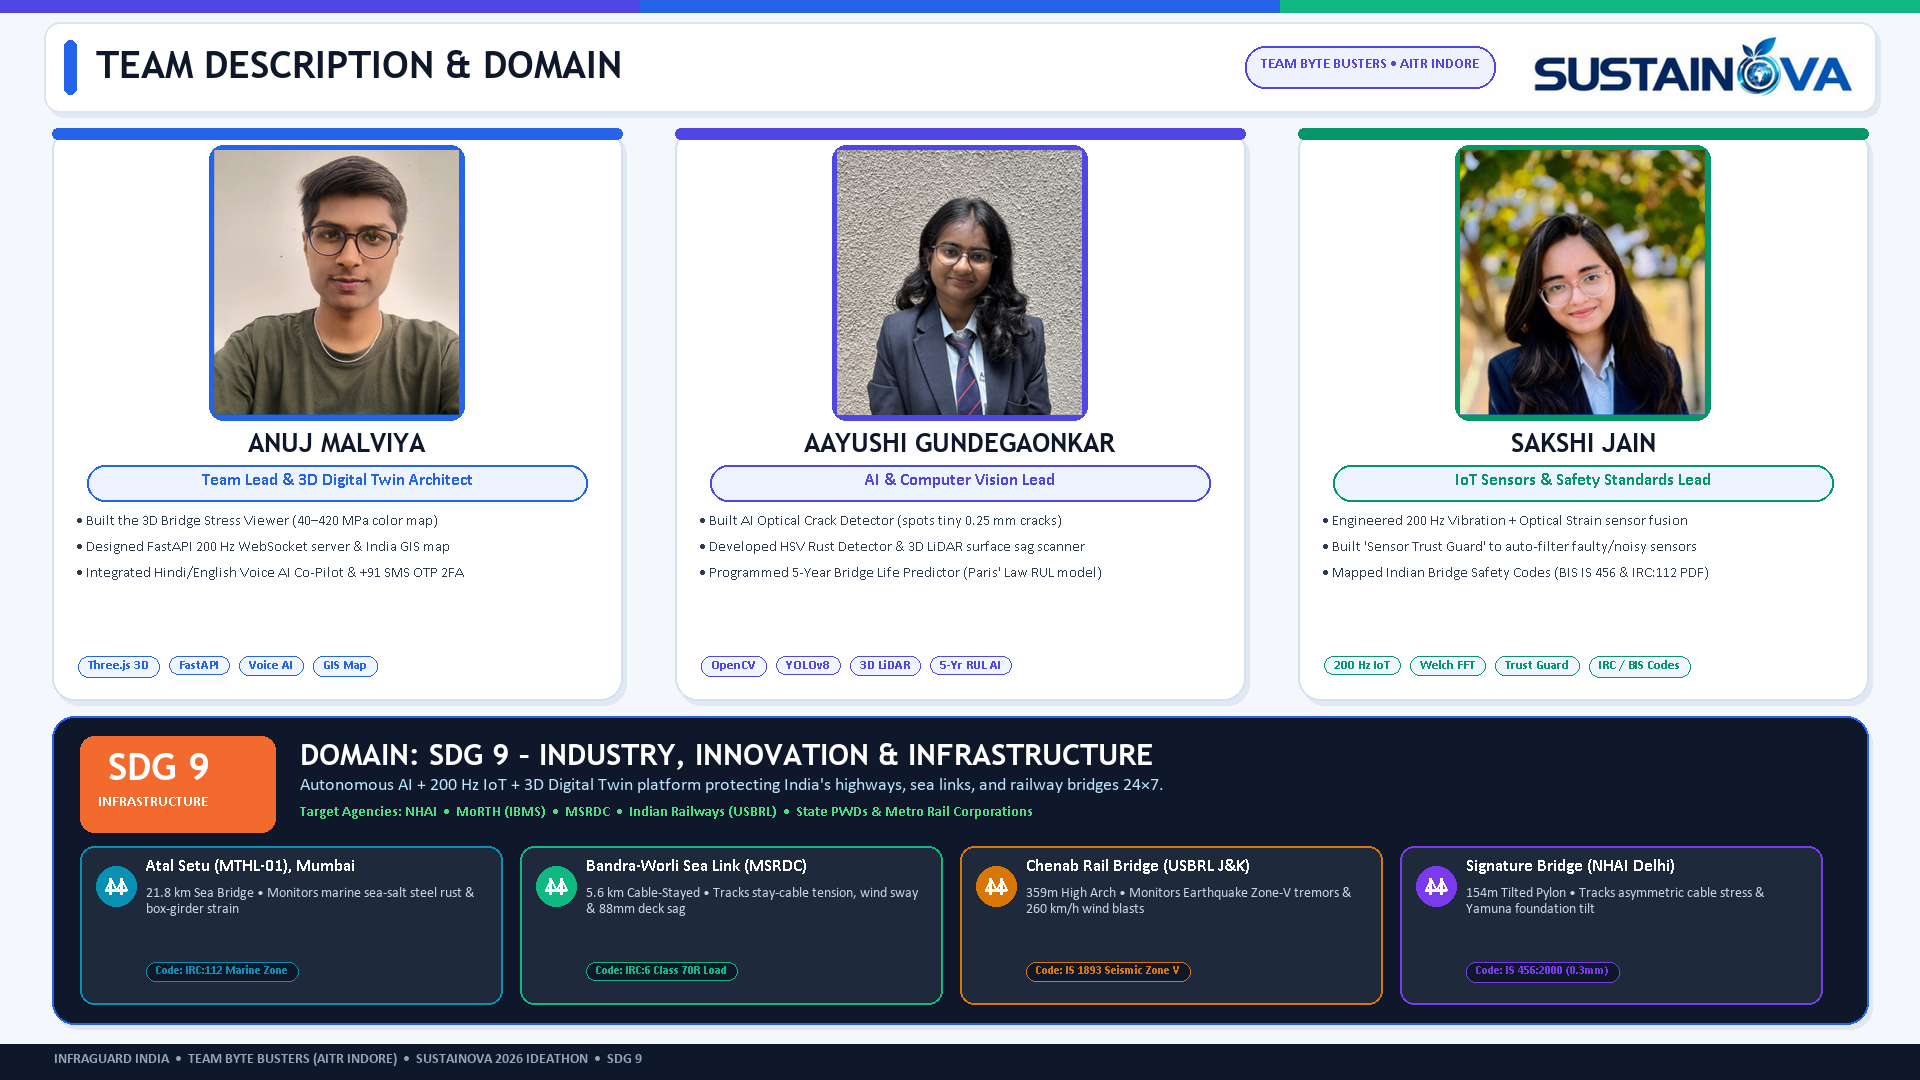 TEAM DESCRIPTION & DOMAIN
TEAM BYTE BUSTERS • AITR INDORE
SUSTAINOVA
ANUJ MALVIYA
Team Lead & 3D Digital Twin Architect
• Built the 3D Bridge Stress Viewer (40–420 MPa color map)
• Designed FastAPI 200 Hz WebSocket server & India GIS map
• Integrated Hindi/English Voice AI Co-Pilot & +91 SMS OTP 2FA
Three.js 3D
FastAPI
Voice AI
GIS Map
AAYUSHI GUNDEGAONKAR
AI & Computer Vision Lead
• Built AI Optical Crack Detector (spots tiny 0.25 mm cracks)
• Developed HSV Rust Detector & 3D LiDAR surface sag scanner
• Programmed 5-Year Bridge Life Predictor (Paris' Law RUL model)
OpenCV
YOLOv8
3D LiDAR
5-Yr RUL AI
SAKSHI JAIN
IoT Sensors & Safety Standards Lead
• Engineered 200 Hz Vibration + Optical Strain sensor fusion
• Built 'Sensor Trust Guard' to auto-filter faulty/noisy sensors
• Mapped Indian Bridge Safety Codes (BIS IS 456 & IRC:112 PDF)
200 Hz IoT
Welch FFT
Trust Guard
IRC / BIS Codes
SDG 9
INFRASTRUCTURE
DOMAIN: SDG 9 - INDUSTRY, INNOVATION & INFRASTRUCTURE
Autonomous AI + 200 Hz IoT + 3D Digital Twin platform protecting India's highways, sea links, and railway bridges 24×7.
Target Agencies: NHAI • MoRTH (IBMS) • MSRDC • Indian Railways (USBRL) • State PWDs & Metro Rail Corporations
Atal Setu (MTHL-01), Mumbai
21.8 km Sea Bridge • Monitors marine sea-salt steel rust &
box-girder strain
Code: IRC:112 Marine Zone
Bandra-Worli Sea Link (MSRDC)
5.6 km Cable-Stayed • Tracks stay-cable tension, wind sway
& 88mm deck sag
Code: IRC:6 Class 70R Load
Chenab Rail Bridge (USBRL J&K)
359m High Arch • Monitors Earthquake Zone-V tremors &
260 km/h wind blasts
Code: IS 1893 Seismic Zone V
Signature Bridge (NHAI Delhi)
154m Tilted Pylon • Tracks asymmetric cable stress &
Yamuna foundation tilt
Code: IS 456:2000 (0.3mm)
INFRAGUARD INDIA • TEAM BYTE BUSTERS (AITR INDORE) • SUSTAINOVA 2026 IDEATHON • SDG 9